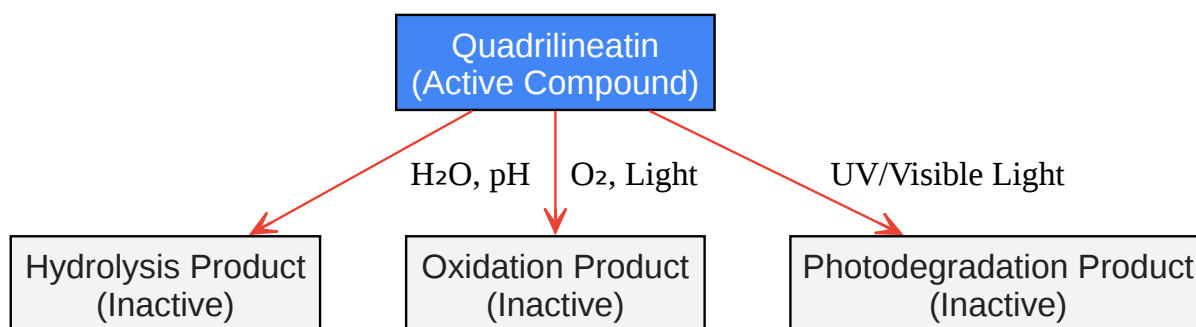 Quadrilineatin
(Active Compound)
H₂O, pH
O₂, Light
UV/Visible Light
Hydrolysis Product
(Inactive)
Oxidation Product
(Inactive)
Photodegradation Product
(Inactive)